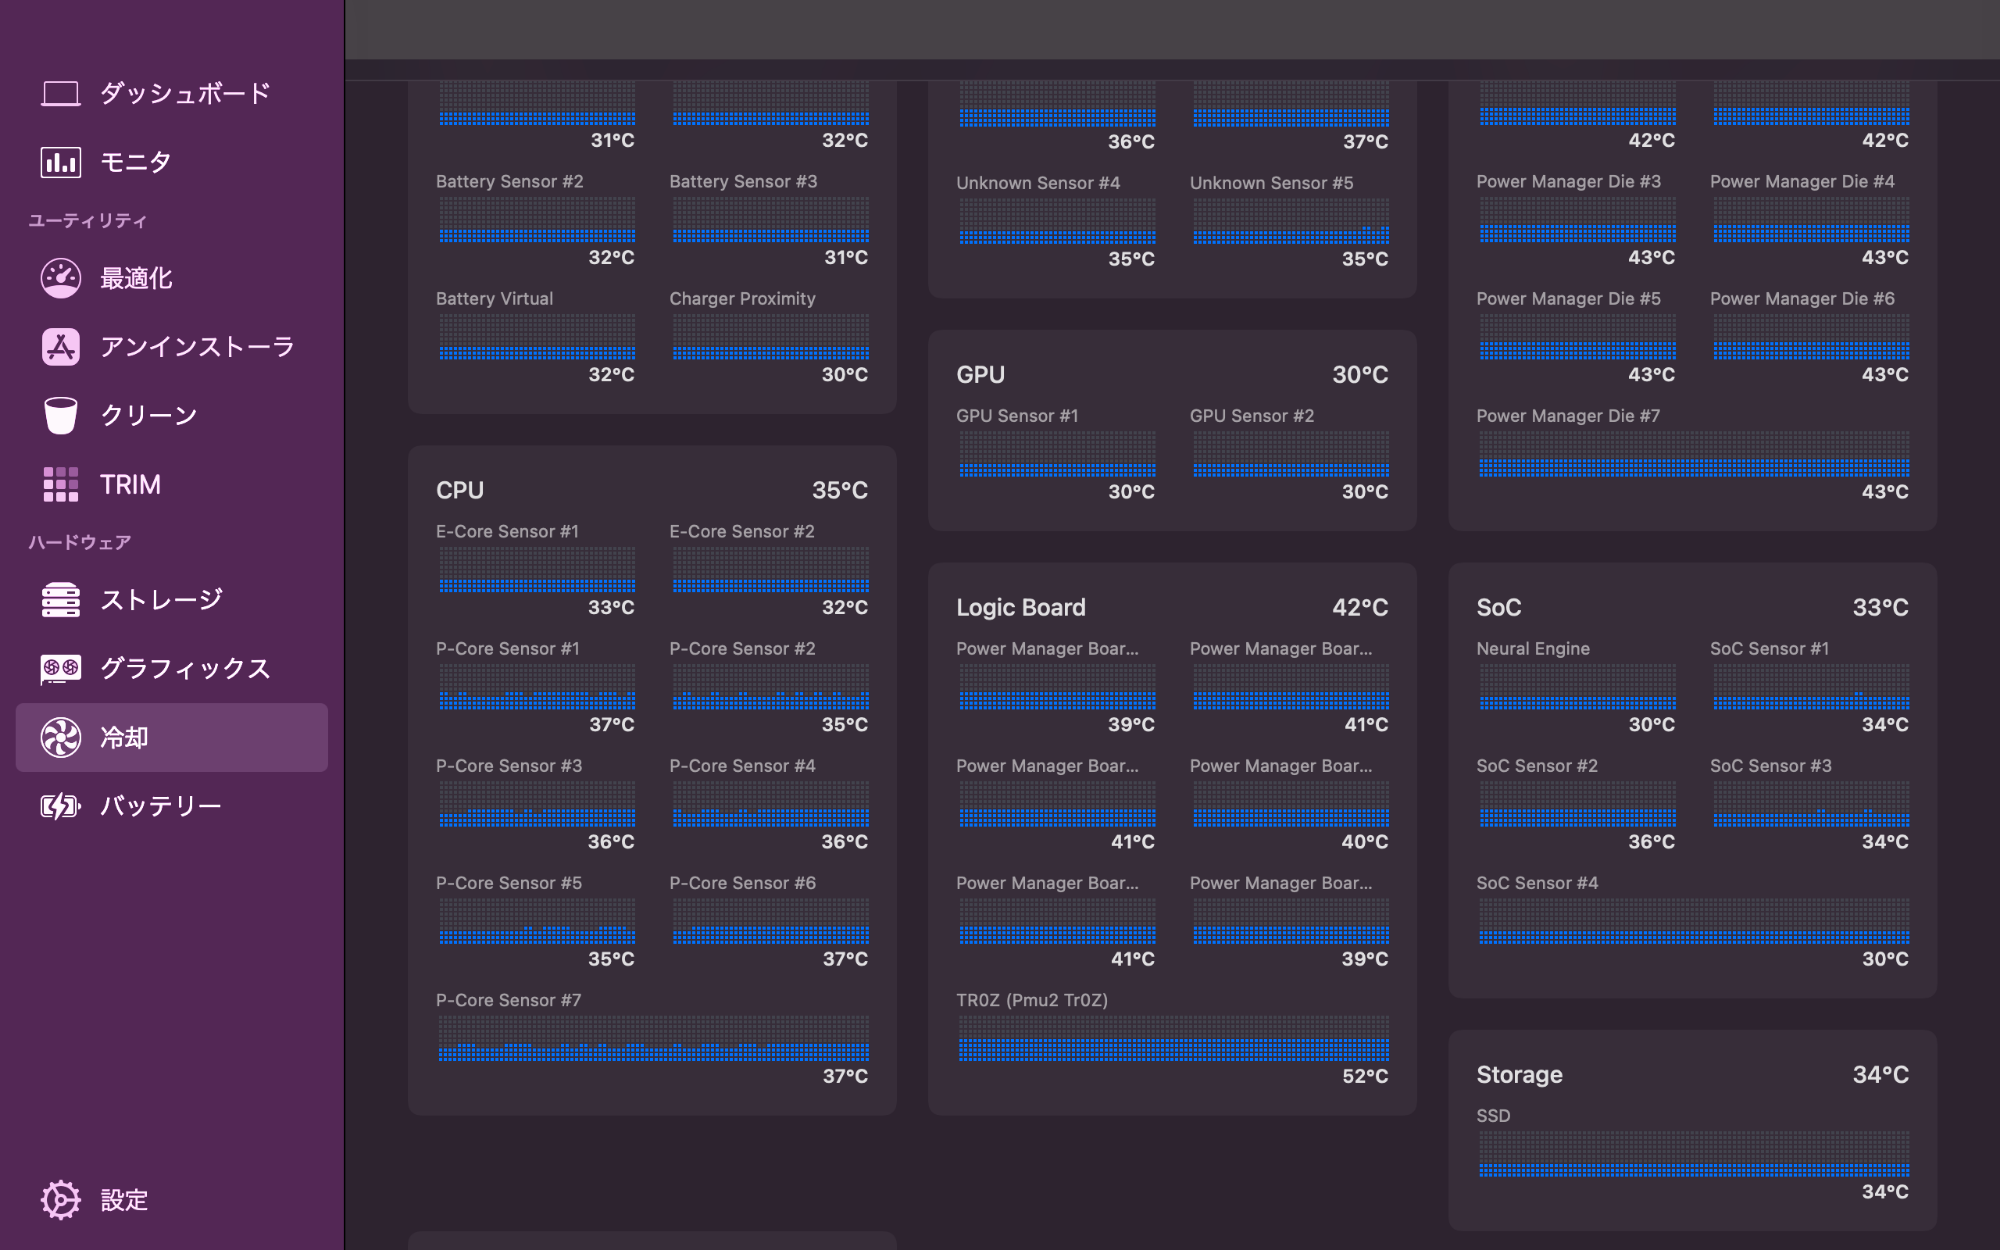 ダッシュボード
モニタ
ユーティリティ
最適化
アンインストーラ
クリーン
TRIM
ハードウェア
ストレージ
グラフィックス
冷却
バッテリー
設定
31°C 32°C
Battery Sensor #2 Battery Sensor #3
32°C 31°C
Battery Virtual Charger Proximity
32°C 30°C
CPU 35°C
E-Core Sensor #1 E-Core Sensor #2
33°C 32°C
P-Core Sensor #1 P-Core Sensor #2
37°C 35°C
P-Core Sensor #3 P-Core Sensor #4
36°C 36°C
P-Core Sensor #5 P-Core Sensor #6
35°C 37°C
P-Core Sensor #7
37°C
36°C 37°C
Unknown Sensor #4 Unknown Sensor #5
35°C 35°C
GPU 30°C
GPU Sensor #1 GPU Sensor #2
30°C 30°C
Logic Board 42°C
Power Manager Boar... Power Manager Boar...
39°C 41°C
Power Manager Boar... Power Manager Boar...
41°C 40°C
Power Manager Boar... Power Manager Boar...
41°C 39°C
TR0Z (Pmu2 Tr0Z)
52°C
42°C 42°C
Power Manager Die #3 Power Manager Die #4
43°C 43°C
Power Manager Die #5 Power Manager Die #6
43°C 43°C
Power Manager Die #7
43°C
SoC 33°C
Neural Engine SoC Sensor #1
30°C 34°C
SoC Sensor #2 SoC Sensor #3
36°C 34°C
SoC Sensor #4
30°C
Storage 34°C
SSD
34°C